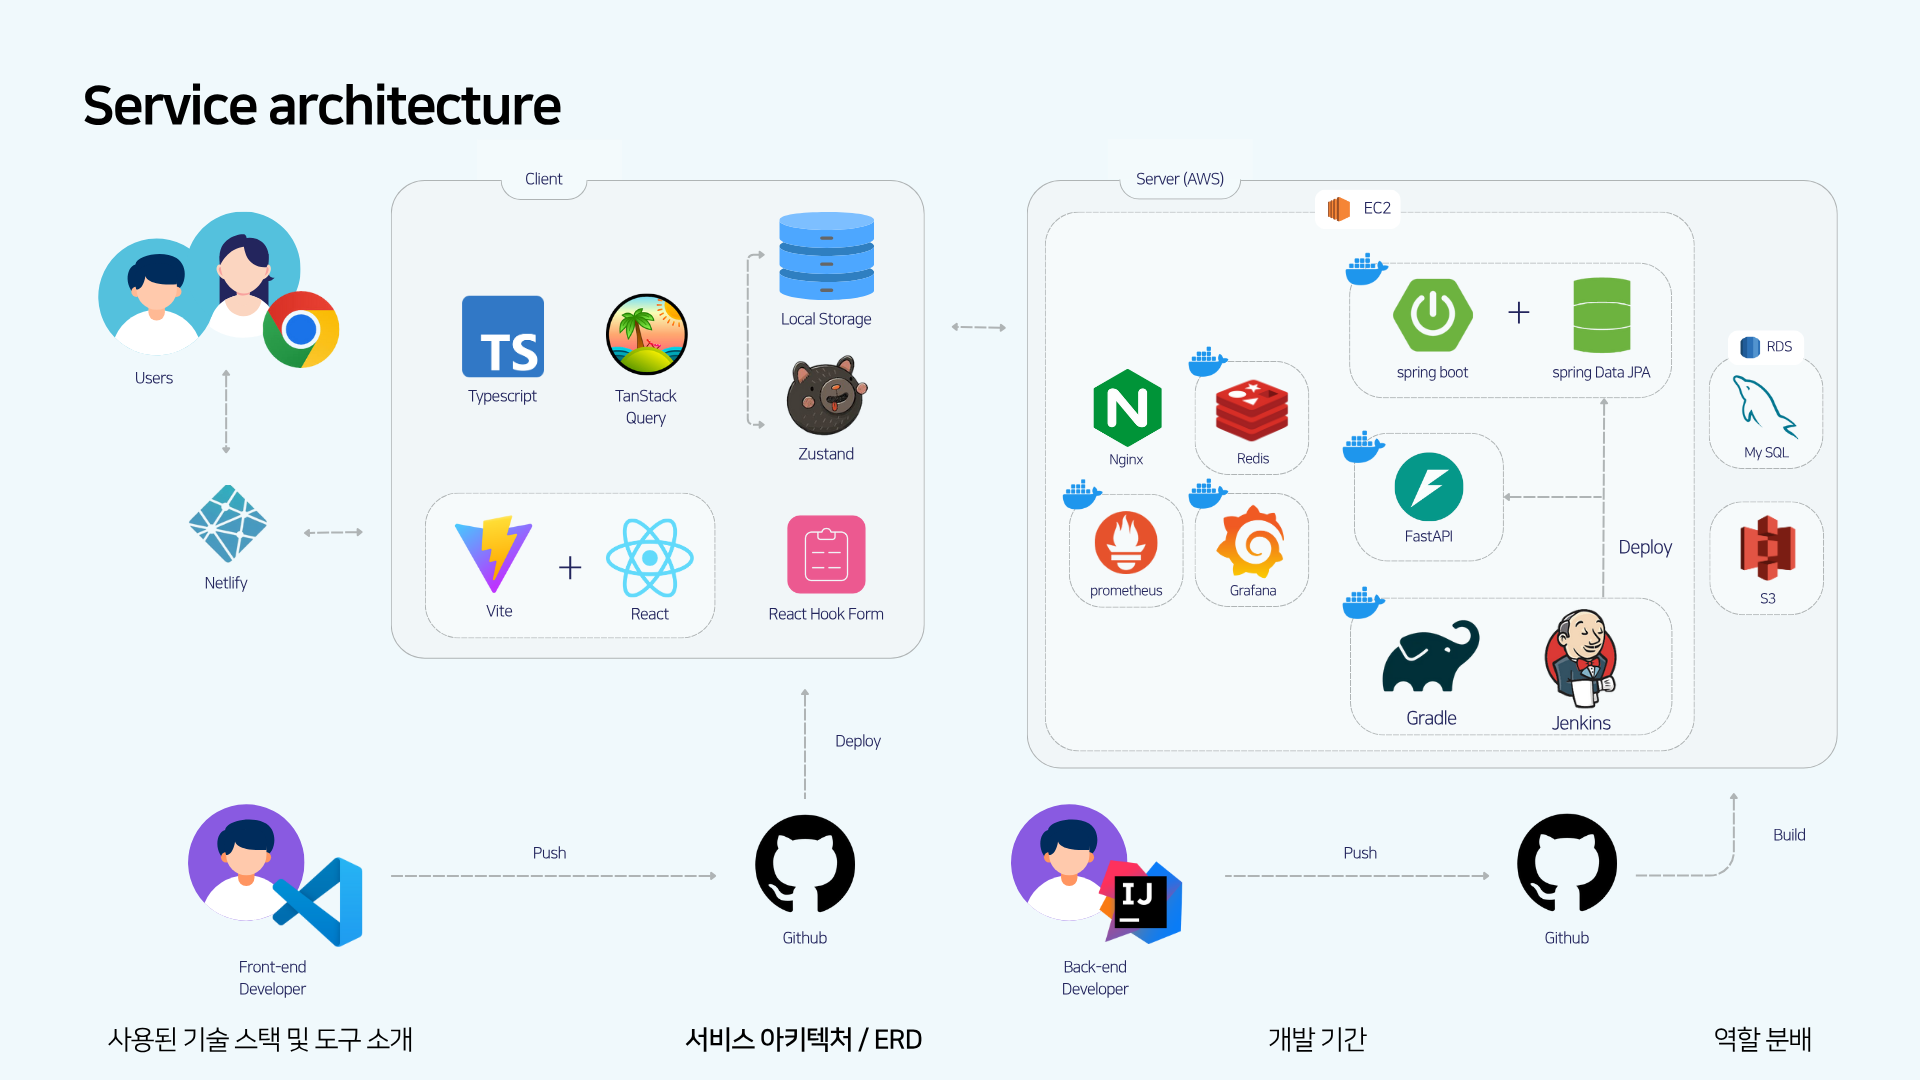 Service architecture
Client
Server (AWS)
EC2
Local Storage
TS
Typescript
TanStack
Query
Zustand
Users
spring boot
spring Data JPA
RDS
My SQL
Nginx
Redis
FastAPI
prometheus
Grafana
Deploy
S3
Netlify
Vite
React
React Hook Form
Gradle
Jenkins
Deploy
Push
Github
Front-end
Developer
IJ
Push
Github
Build
Back-end
Developer
사용된 기술 스택 및 도구 소개
서비스 아키텍처 / ERD
개발 기간
역할 분배